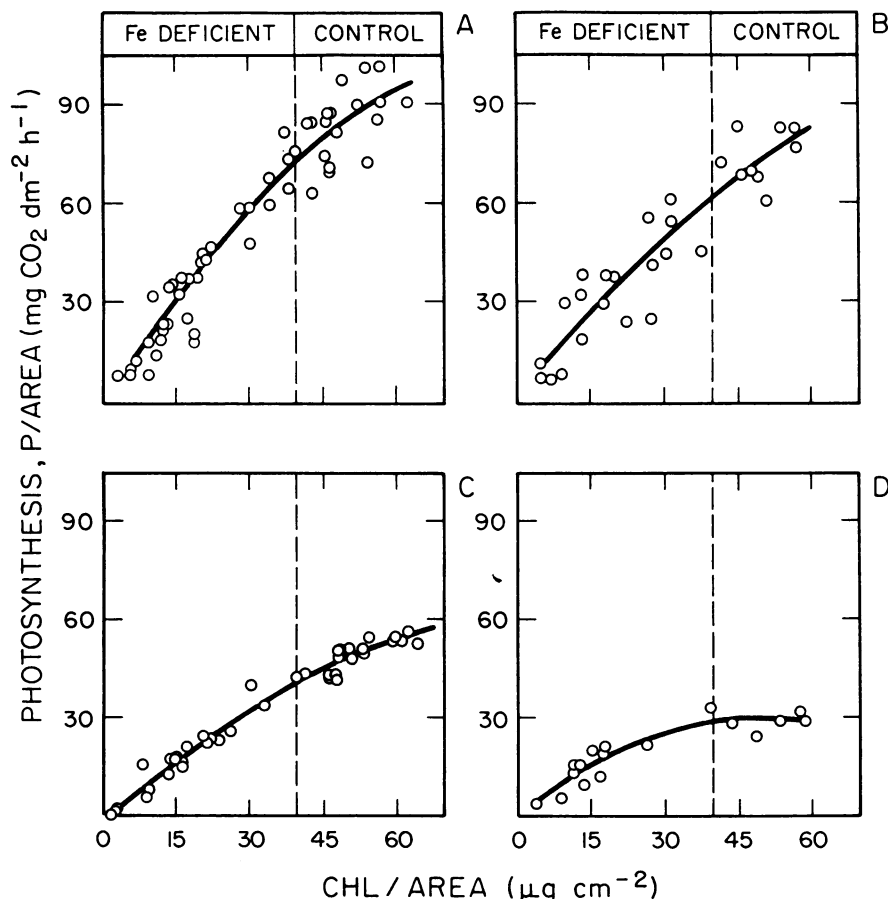 Fe DEFICIENT CONTROL A
Fe DEFICIENT CONTROL B
90
60
30
90
60
30
C
90
60
30
0 15 30 45 60
D
90
60
30
0 15 30 45 60
PHOTOSYNTHESIS, P/AREA (mg CO₂ dm⁻² h⁻¹)
CHL/AREA (μg cm⁻²)